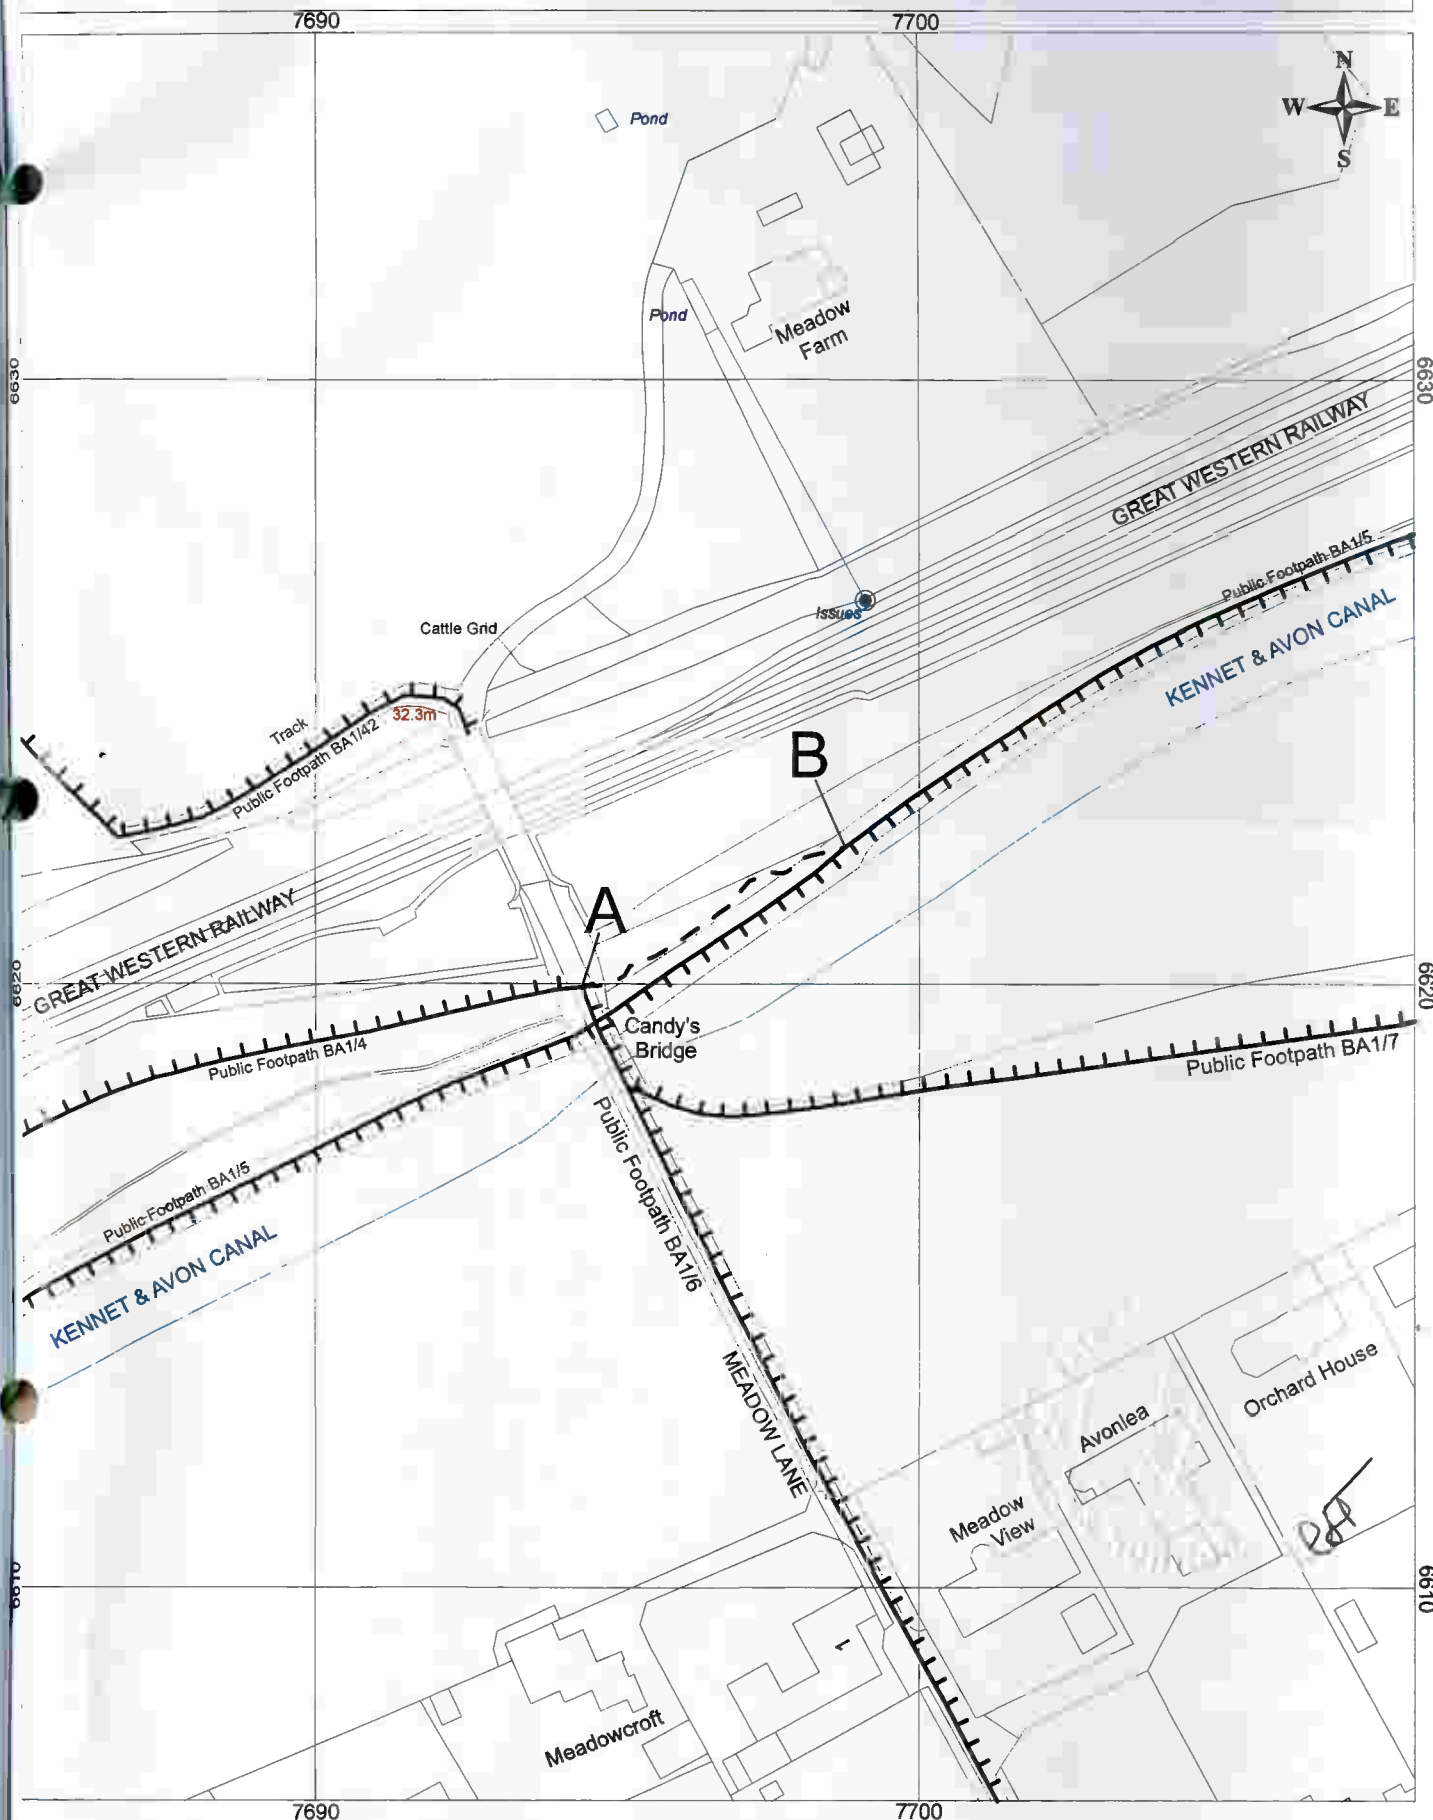 7690
7700
N
W
E
S
Pond
Pond
Meadow
Farm
6630
6630
GREAT WESTERN RAILWAY
Public Footpath BA1/5
Issues
KENNET & AVON CANAL
Cattle Grid
Track
32.3m
Public Footpath BA1/42
B
A
GREAT WESTERN RAILWAY
6620
6620
Candy's
Bridge
Public Footpath BA1/4
Public Footpath BA1/7
Public Footpath BA1/6
Public Footpath BA1/5
KENNET & AVON CANAL
MEADOW LANE
Orchard House
Avonlea
Meadow
View
6610
6610
1
Meadowcroft
7690
7700